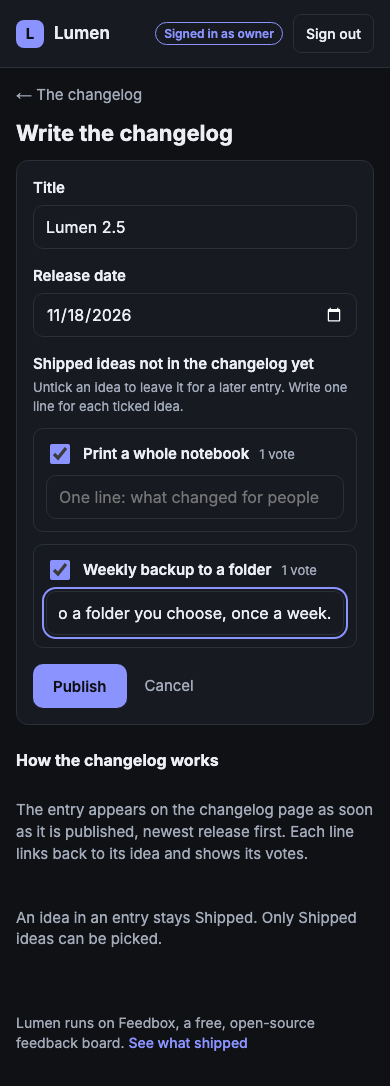 L Lumen Signed in as owner Sign out
← The changelog
Write the changelog
Title
Lumen 2.5
Release date
11/18/2026
Shipped ideas not in the changelog yet
Untick an idea to leave it for a later entry. Write one
line for each ticked idea.
Print a whole notebook 1 vote
One line: what changed for people
Weekly backup to a folder 1 vote
o a folder you choose, once a week.
Publish Cancel
How the changelog works
The entry appears on the changelog page as soon
as it is published, newest release first. Each line
links back to its idea and shows its votes.
An idea in an entry stays Shipped. Only Shipped
ideas can be picked.
Lumen runs on Feedbox, a free, open-source
feedback board. See what shipped